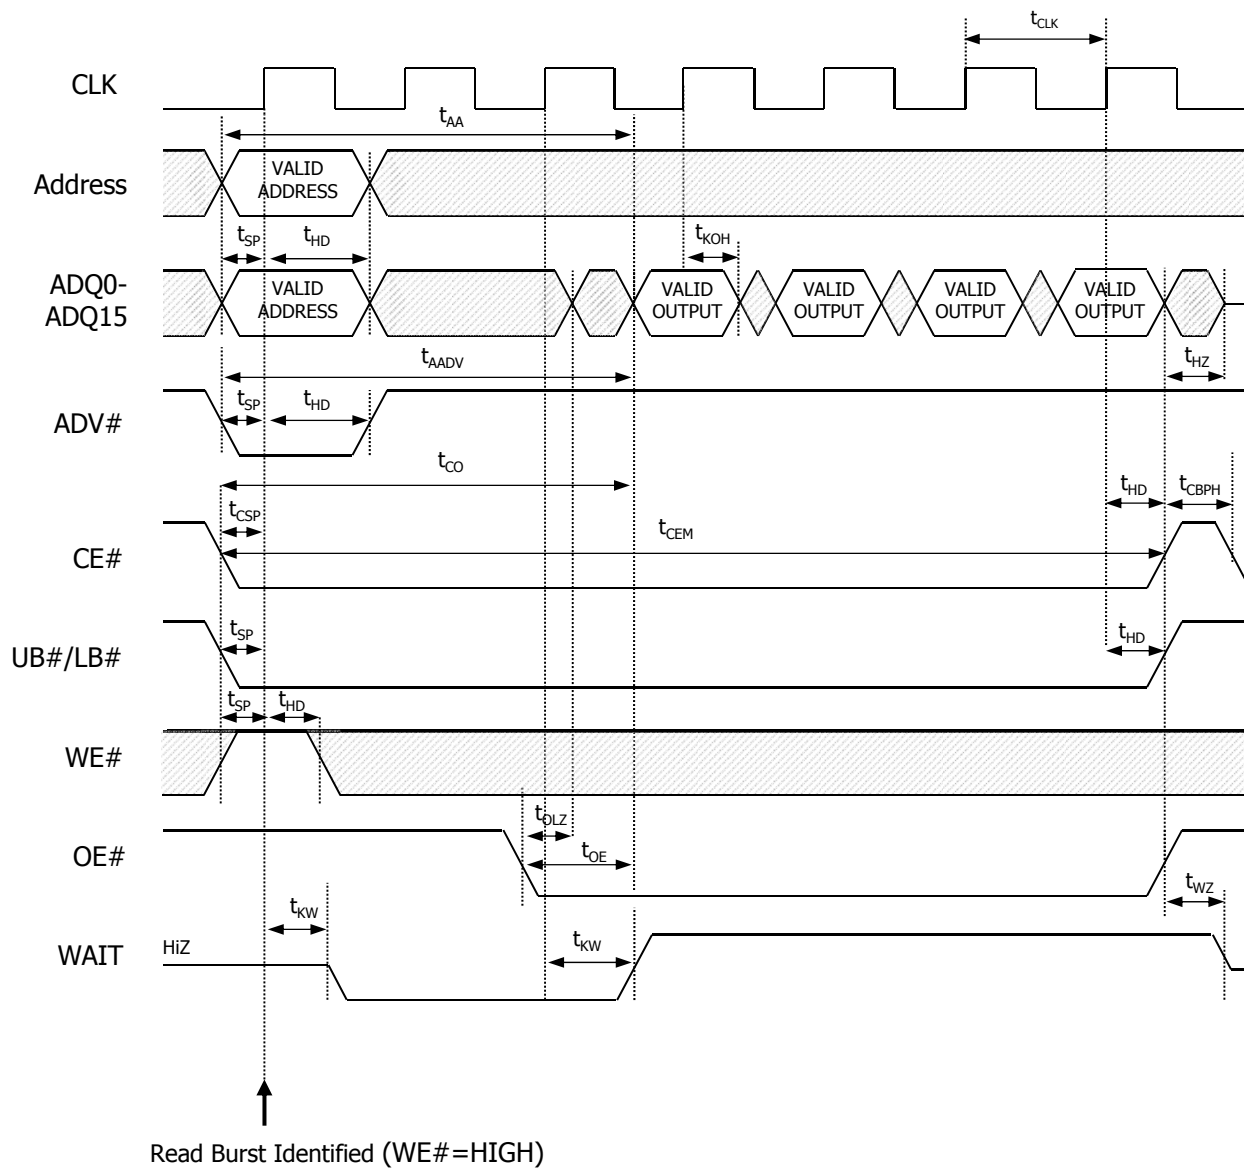 tCLK
CLK
tAA
Address
VALID
ADDRESS
tSP
tHD
tKOH
ADQ0-
ADQ15
VALID
ADDRESS
VALID
OUTPUT
VALID
OUTPUT
VALID
OUTPUT
VALID
OUTPUT
tAADV
tHZ
ADV#
tSP
tHD
tCO
tHD
tCBPH
tCSP
CE#
tCEM
UB#/LB#
tSP
tHD
tSP
tHD
WE#
tOLZ
OE#
tOE
tWZ
tKW
WAIT
HiZ
tKW
Read Burst Identified (WE#=HIGH)